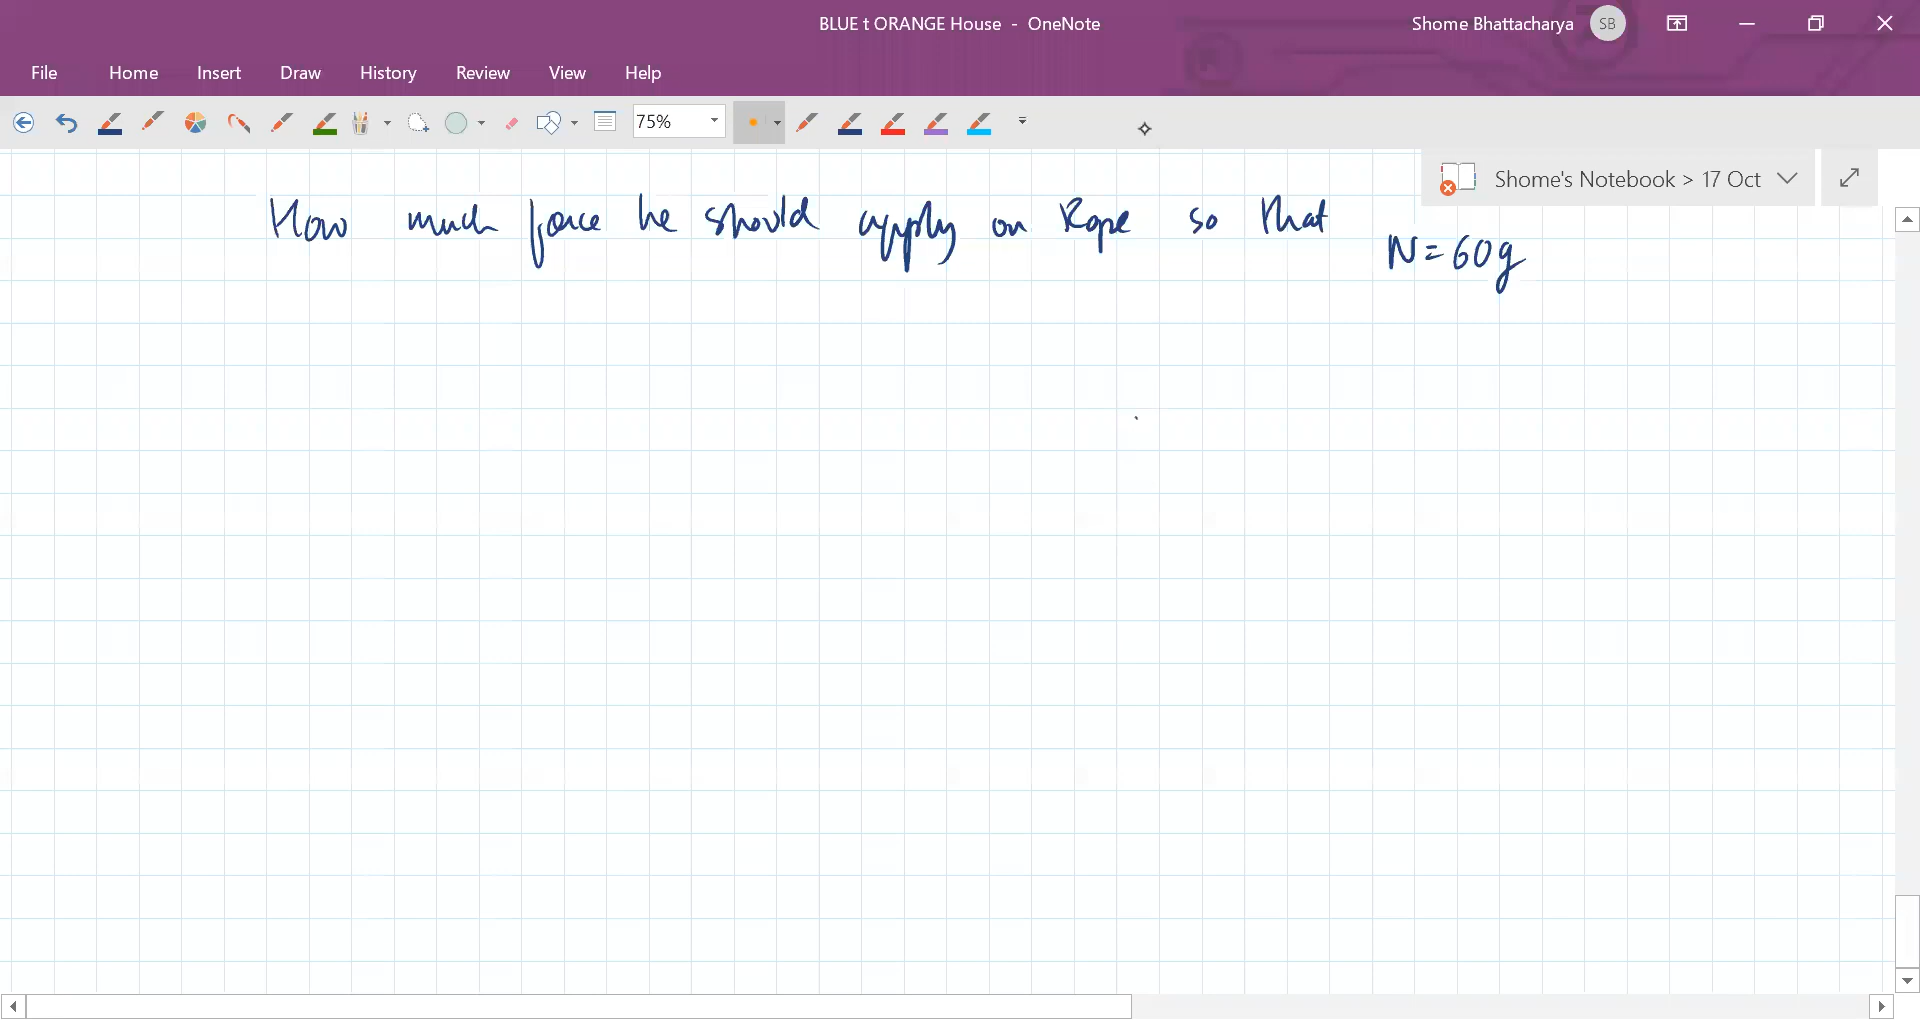 BLUE t ORANGE House - OneNote
Shome Bhattacharya SB
File Home Insert Draw History Review View Help
75%
Shome's Notebook > 17 Oct
How much force he should apply on Rope so that
N = 60g